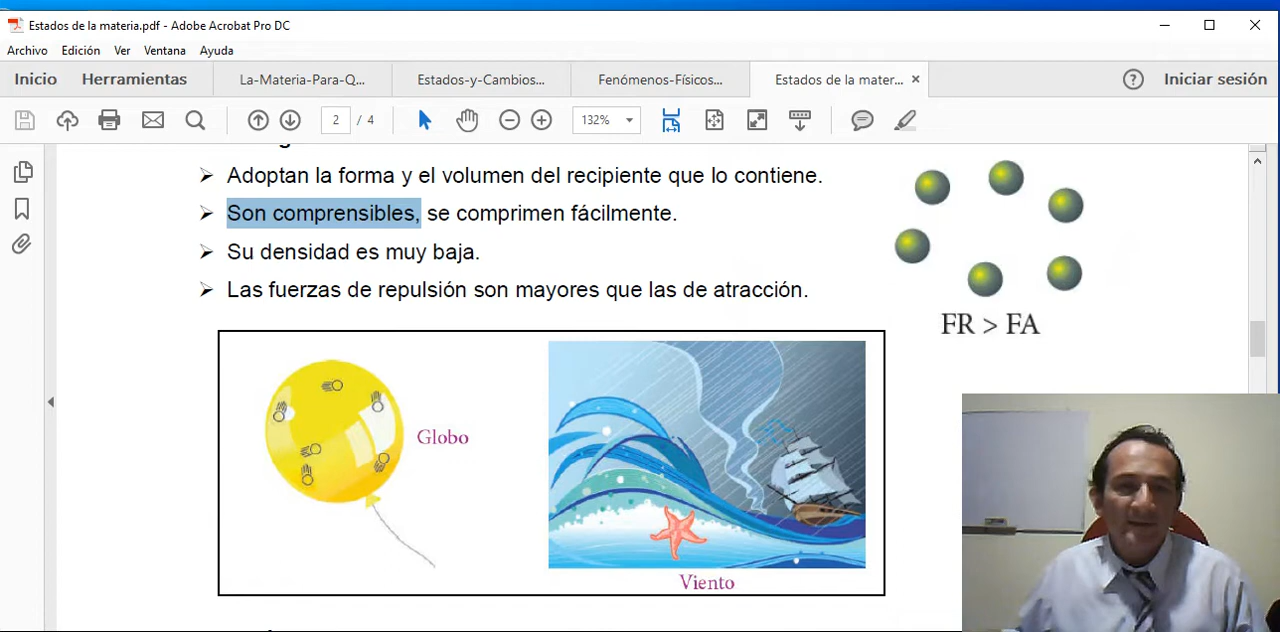 Estados de la materia.pdf - Adobe Acrobat Pro DC
Archivo Edición Ver Ventana Ayuda
Inicio Herramientas La-Materia-Para-Q... Estados-y-Cambios... Fenómenos-Físicos... Estados de la mater... × ? Iniciar sesión
2 / 4 132%
➢ Adoptan la forma y el volumen del recipiente que lo contiene.
➢ Son comprensibles, se comprimen fácilmente.
➢ Su densidad es muy baja.
➢ Las fuerzas de repulsión son mayores que las de atracción.
FR > FA
Globo
Viento